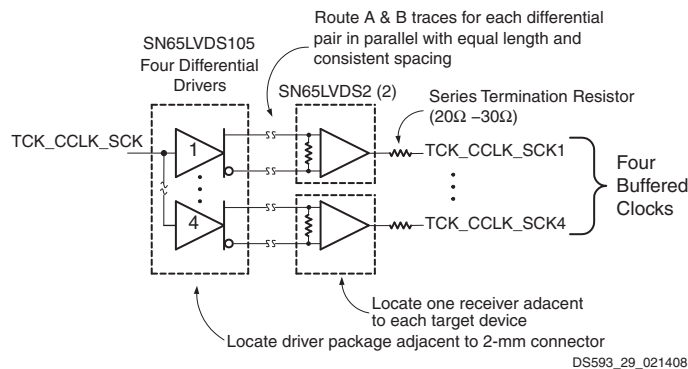 Route A & B traces for each differential
pair in parallel with equal length and
consistent spacing
SN65LVDS105
Four Differential
Drivers
SN65LVDS2 (2)
Series Termination Resistor
(20Ω –30Ω)
TCK_CCLK_SCK
1
TCK_CCLK_SCK1
4
TCK_CCLK_SCK4
Four
Buffered
Clocks
Locate one receiver adacent
to each target device
Locate driver package adjacent to 2-mm connector
DS593_29_021408